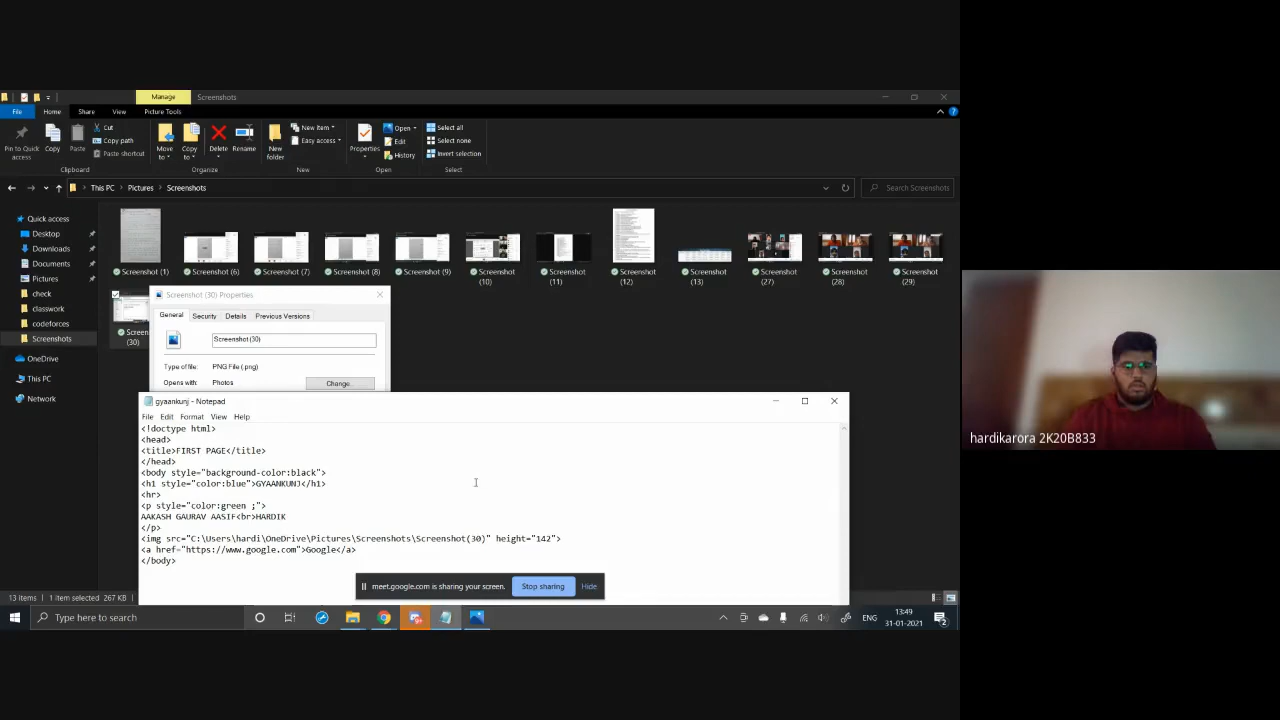 Manage
Screenshots
File
Home
Share
View
Picture Tools
Pin to Quick access
Copy
Paste
Cut
Copy path
Paste shortcut
Move to
Copy to
Delete
Rename
New folder
New item
Easy access
Properties
Open
Edit
History
Select all
Select none
Invert selection
Clipboard
Organize
New
Open
Select
This PC
Pictures
Screenshots
Search Screenshots
Quick access
Desktop
Downloads
Documents
Pictures
check
classwork
codeforces
Screenshots
OneDrive
This PC
Network
Screenshot (1)
Screenshot (6)
Screenshot (7)
Screenshot (8)
Screenshot (9)
Screenshot (10)
Screenshot (11)
Screenshot (12)
Screenshot (13)
Screenshot (27)
Screenshot (28)
Screenshot (29)
Screen
(30)
Screenshot (30) Properties
General
Security
Details
Previous Versions
Screenshot(30)
Type of file:
PNG File (.png)
Opens with:
Photos
Change...
gyaankunj - Notepad
File
Edit
Format
View
Help
<!doctype html>
<head>
<title>FIRST PAGE</title>
</head>
<body style="background-color:black">
<h1 style="color:blue">GYAANKUNJ</h1>
<hr>
<p style="color:green ;">
AAKASH GAURAV AASIF<br>HARDIK
</p>
<img src="C:\Users\hardi\OneDrive\Pictures\Screenshots\Screenshot(30)" height="142">
<a href="https://www.google.com">Google</a>
</body>
meet.google.com is sharing your screen.
Stop sharing
Hide
13 items
1 item selected 267 KB
Type here to search
ENG
13:49
31-01-2021
2
hardikarora 2K20B833